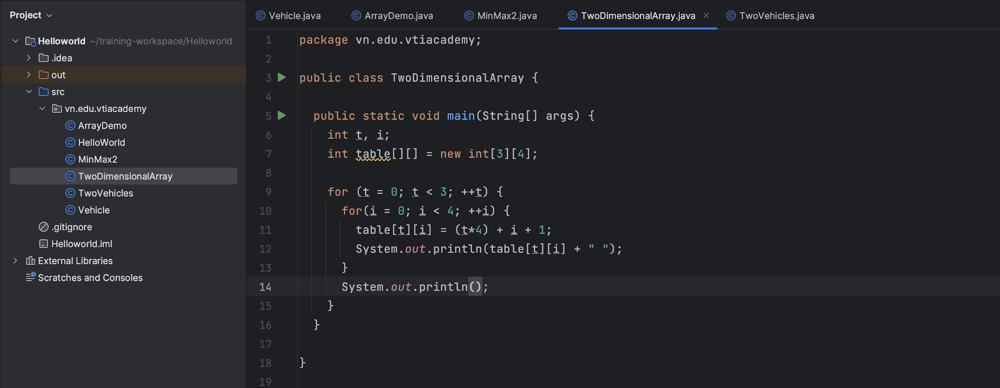 Project
Helloworld ~/training-workspace/Helloworld
.idea
out
src
vn.edu.vtiacademy
ArrayDemo
HelloWorld
MinMax2
TwoDimensionalArray
TwoVehicles
Vehicle
.gitignore
Helloworld.iml
External Libraries
Scratches and Consoles
Vehicle.java ArrayDemo.java MinMax2.java TwoDimensionalArray.java TwoVehicles.java
1 package vn.edu.vtiacademy;
2
3 public class TwoDimensionalArray {
4
5 public static void main(String[] args) {
6 int t, i;
7 int table[][] = new int[3][4];
8
9 for (t = 0; t < 3; ++t) {
10 for(i = 0; i < 4; ++i) {
11 table[t][i] = (t*4) + i + 1;
12 System.out.println(table[t][i] + " ");
13 }
14 System.out.println();
15 }
16 }
17
18 }
19